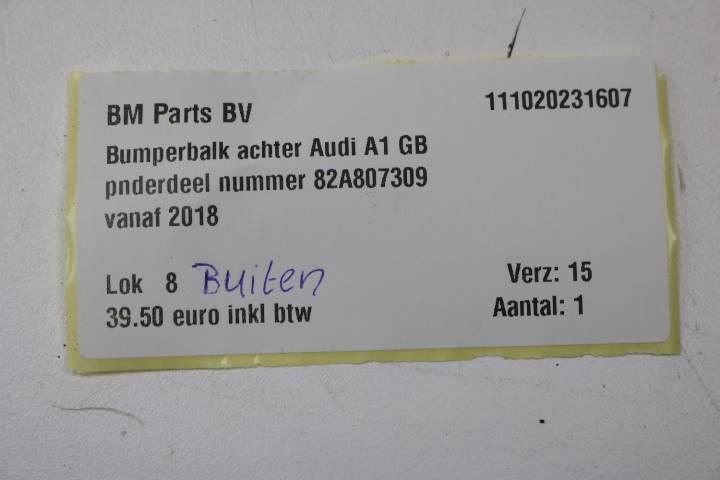 BM Parts BV 111020231607
Bumperbalk achter Audi A1 GB
pnderdeel nummer 82A807309
vanaf 2018
Lok 8 Buiten Verz: 15
39.50 euro inkl btw Aantal: 1